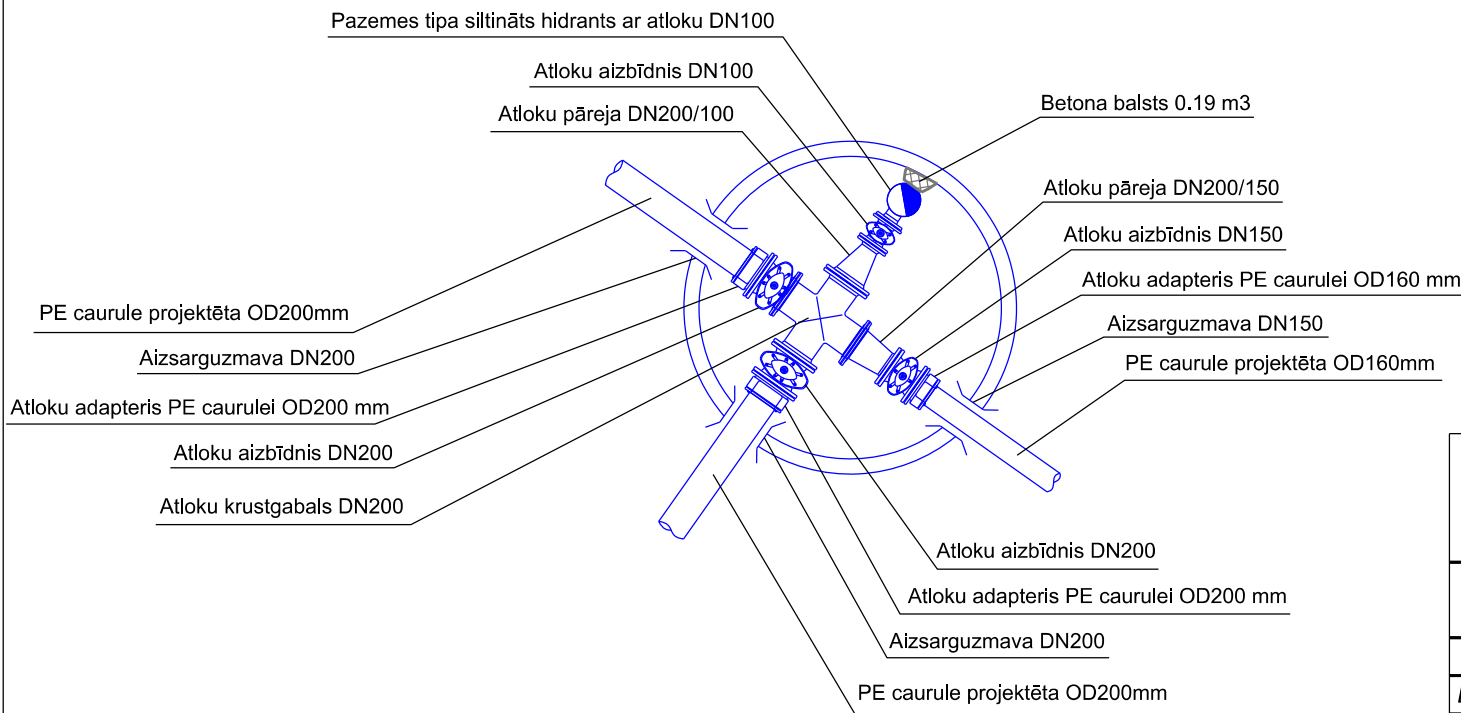 Pazemes tipa siltināts hidrants ar atloku DN100
Atloku aizbīdnis DN100
Atloku pāreja DN200/100
Betona balsts 0.19 m3
Atloku pāreja DN200/150
Atloku aizbīdnis DN150
Atloku adapteris PE caurulei OD160 mm
Aizsarguzmava DN150
PE caurule projektēta OD160mm
PE caurule projektēta OD200mm
Aizsarguzmava DN200
Atloku adapteris PE caurulei OD200 mm
Atloku aizbīdnis DN200
Atloku krustgabals DN200
Atloku aizbīdnis DN200
Atloku adapteris PE caurulei OD200 mm
Aizsarguzmava DN200
PE caurule projektēta OD200mm